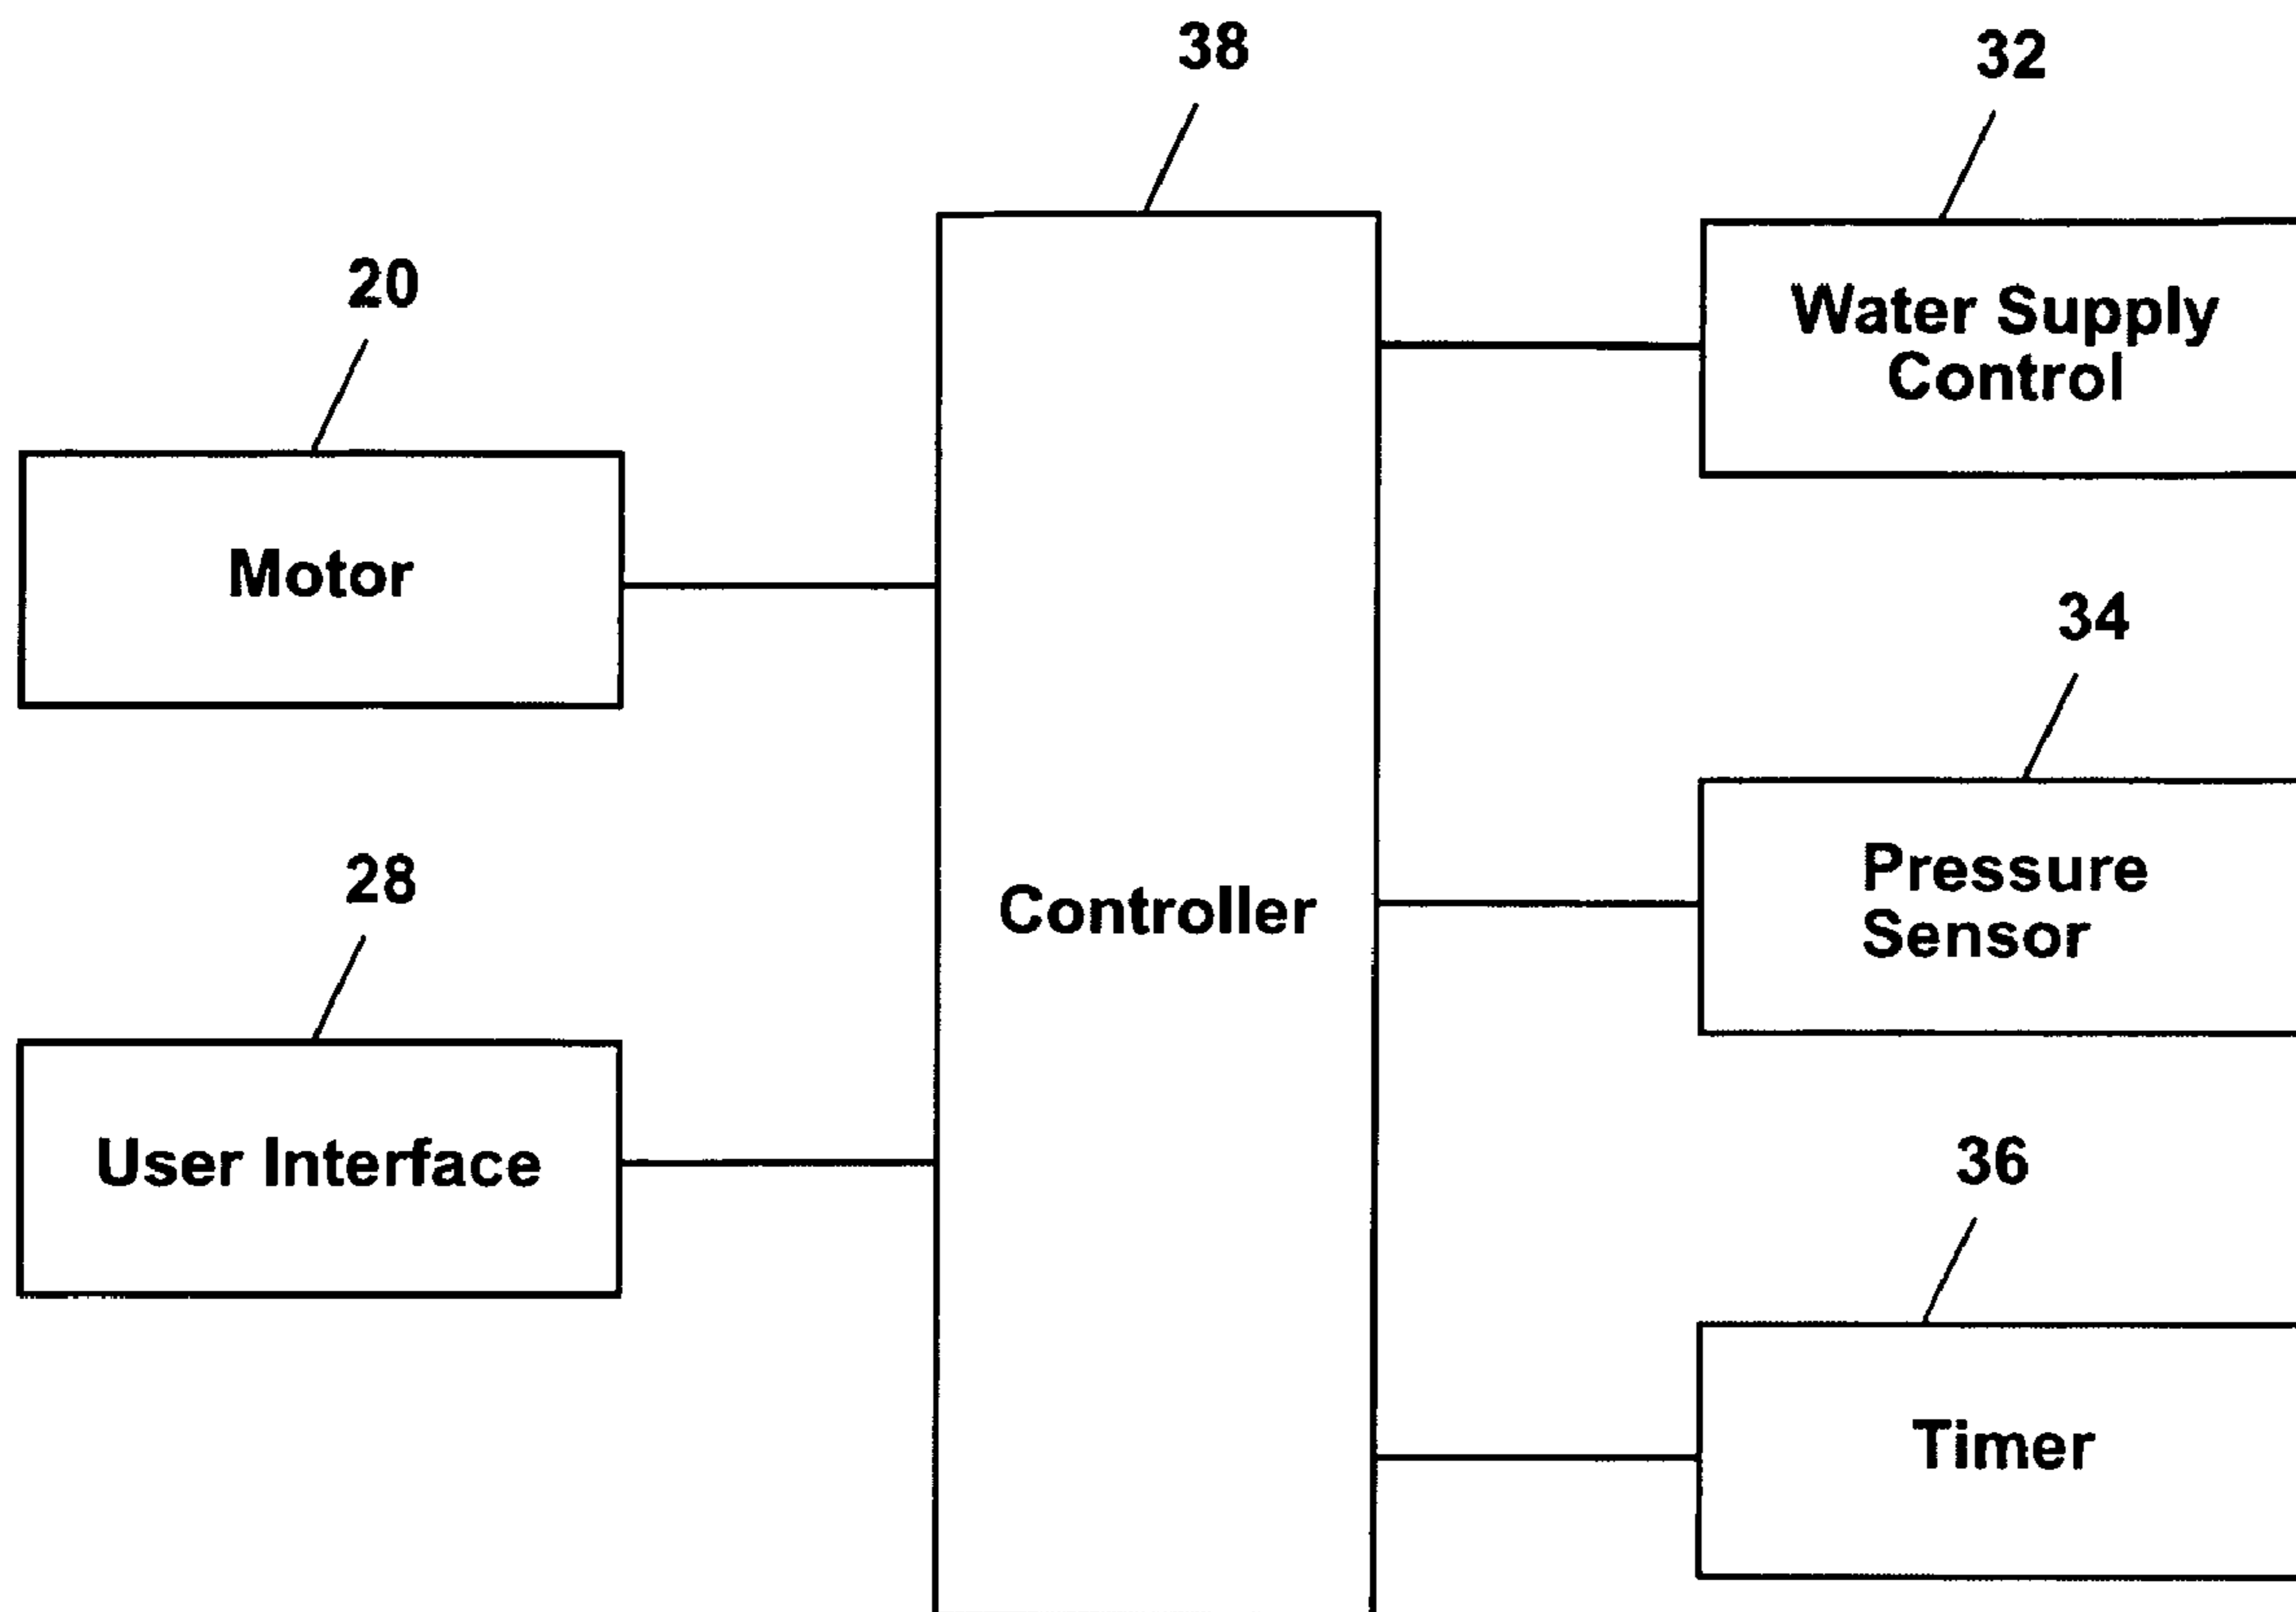 38
32
20
Water Supply
Control
Motor
34
28
Pressure
Sensor
Controller
User Interface
36
Timer